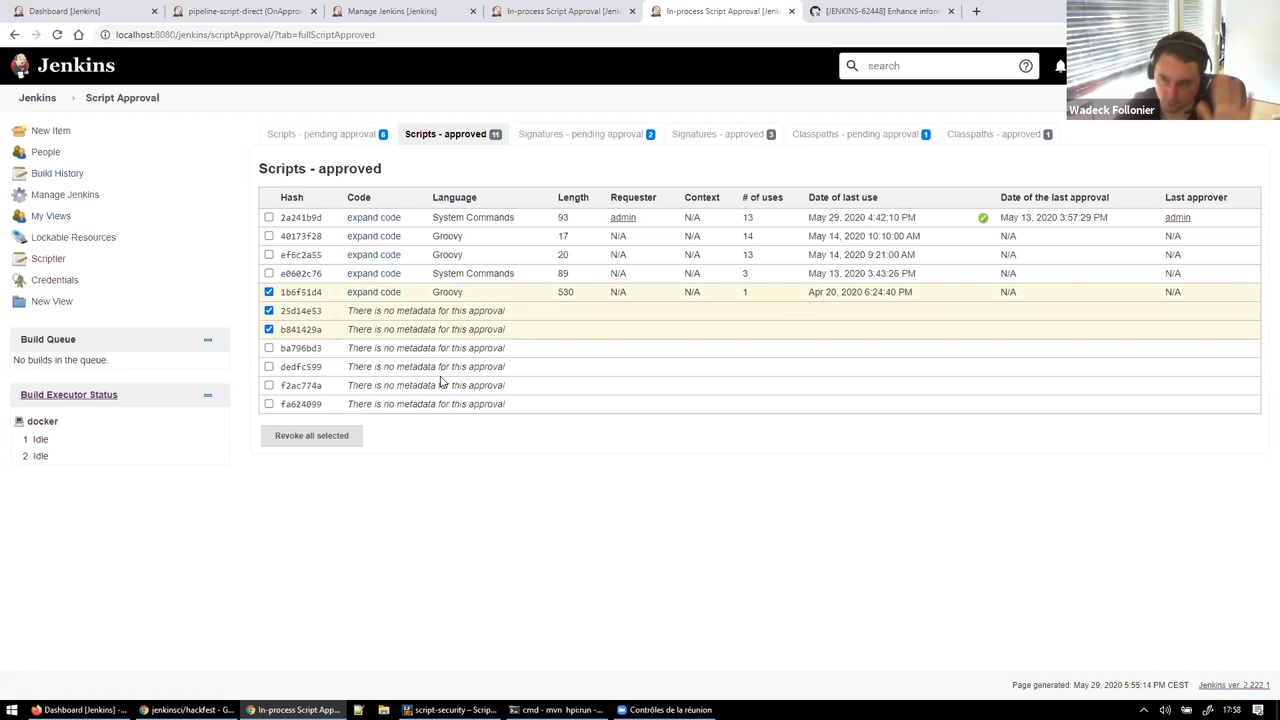 Dashboard [Jenkins]
pipeline-script-direct (OnApprov
Manage Jenkins [Jenkins]
In-process Script Approval [Jenk
In-process Script Approval [Jenk
[JENKINS-62448] Enhance inform
localhost:8080/jenkins/scriptApproval/?tab=fullScriptApproved
Jenkins
search
Wadeck Follonier
Jenkins
Script Approval
New Item
People
Build History
Manage Jenkins
My Views
Lockable Resources
Scriptler
Credentials
New View
Build Queue
No builds in the queue.
Build Executor Status
docker
1 Idle
2 Idle
Scripts - pending approval 6
Scripts - approved 11
Signatures - pending approval 2
Signatures - approved 3
Classpaths - pending approval 1
Classpaths - approved 1
Scripts - approved
Hash Code Language Length Requester Context # of uses Date of last use Date of the last approval Last approver
2a241b9d expand code System Commands 93 admin N/A 13 May 29, 2020 4:42:10 PM May 13, 2020 3:57:29 PM admin
40173f28 expand code Groovy 17 N/A N/A 14 May 14, 2020 10:10:00 AM N/A N/A
ef6c2a55 expand code Groovy 20 N/A N/A 13 May 14, 2020 9:21:00 AM N/A N/A
e0602c76 expand code System Commands 89 N/A N/A 3 May 13, 2020 3:43:26 PM N/A N/A
1b6f51d4 expand code Groovy 530 N/A N/A 1 Apr 20, 2020 6:24:40 PM N/A N/A
25d14e53 There is no metadata for this approval
b841429a There is no metadata for this approval
ba796bd3 There is no metadata for this approval
dedfc599 There is no metadata for this approval
f2ac774a There is no metadata for this approval
fa624099 There is no metadata for this approval
Revoke all selected
Page generated: May 29, 2020 5:55:14 PM CEST Jenkins ver. 2.222.1
Dashboard [Jenkins] -...
jenkinsci/hackfest - G...
In-process Script App...
script-security – Scrip...
cmd - mvn hpi:run -...
Contrôles de la réunion
17:58